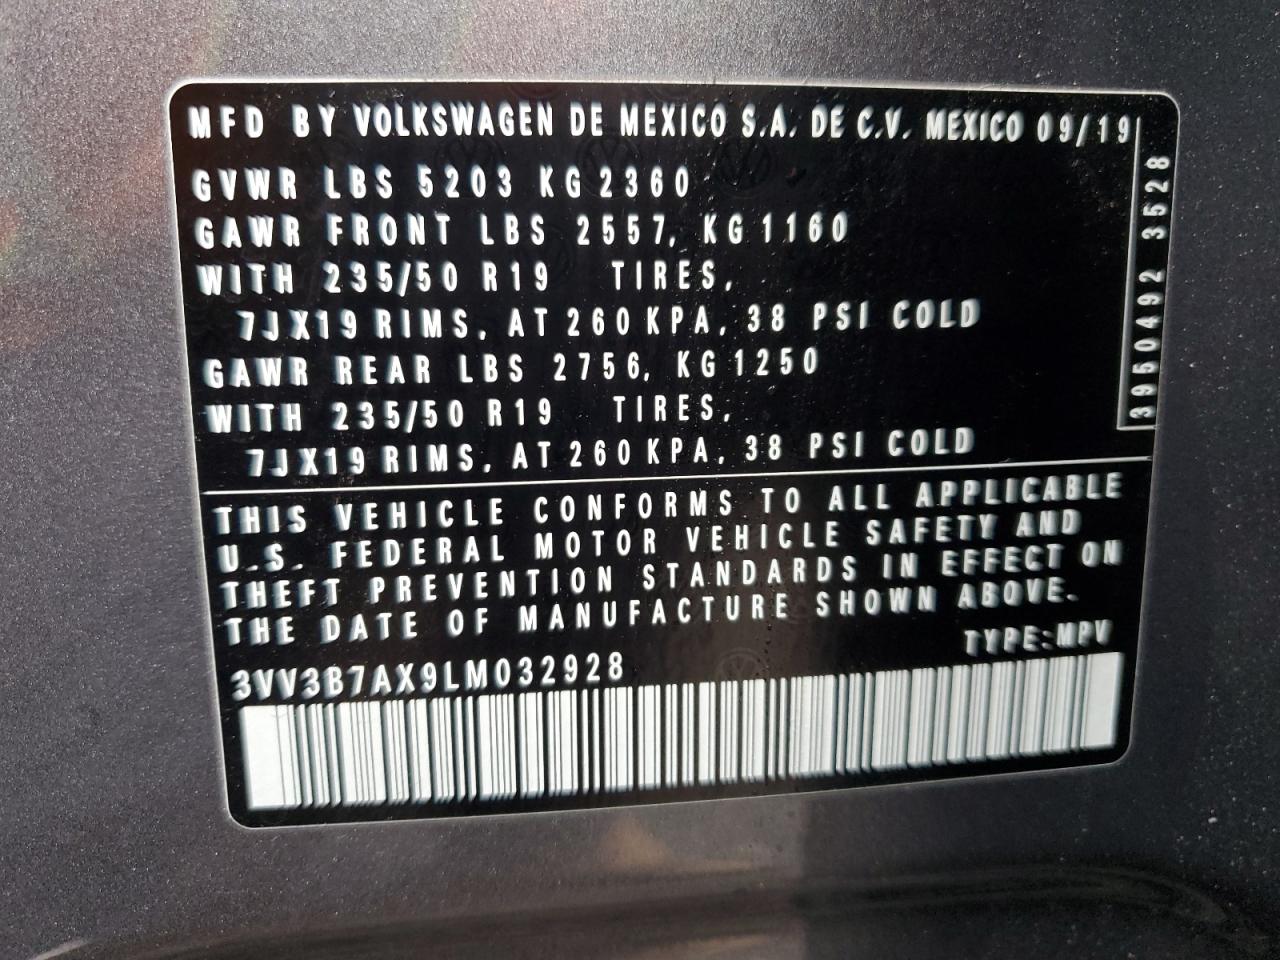 MFD BY VOLKSWAGEN DE MEXICO S.A. DE C.V. MEXICO 09/19
GVWR LBS 5203 KG 2360
GAWR FRONT LBS 2557, KG 1160
WITH 235/50 R19 TIRES,
7JX19 RIMS, AT 260 KPA, 38 PSI COLD
GAWR REAR LBS 2756, KG 1250
WITH 235/50 R19 TIRES,
7JX19 RIMS, AT 260 KPA, 38 PSI COLD
3950492 3528
THIS VEHICLE CONFORMS TO ALL APPLICABLE
U.S. FEDERAL MOTOR VEHICLE SAFETY AND
THEFT PREVENTION STANDARDS IN EFFECT ON
THE DATE OF MANUFACTURE SHOWN ABOVE.
TYPE:MPV
3VV3B7AX9LM032928